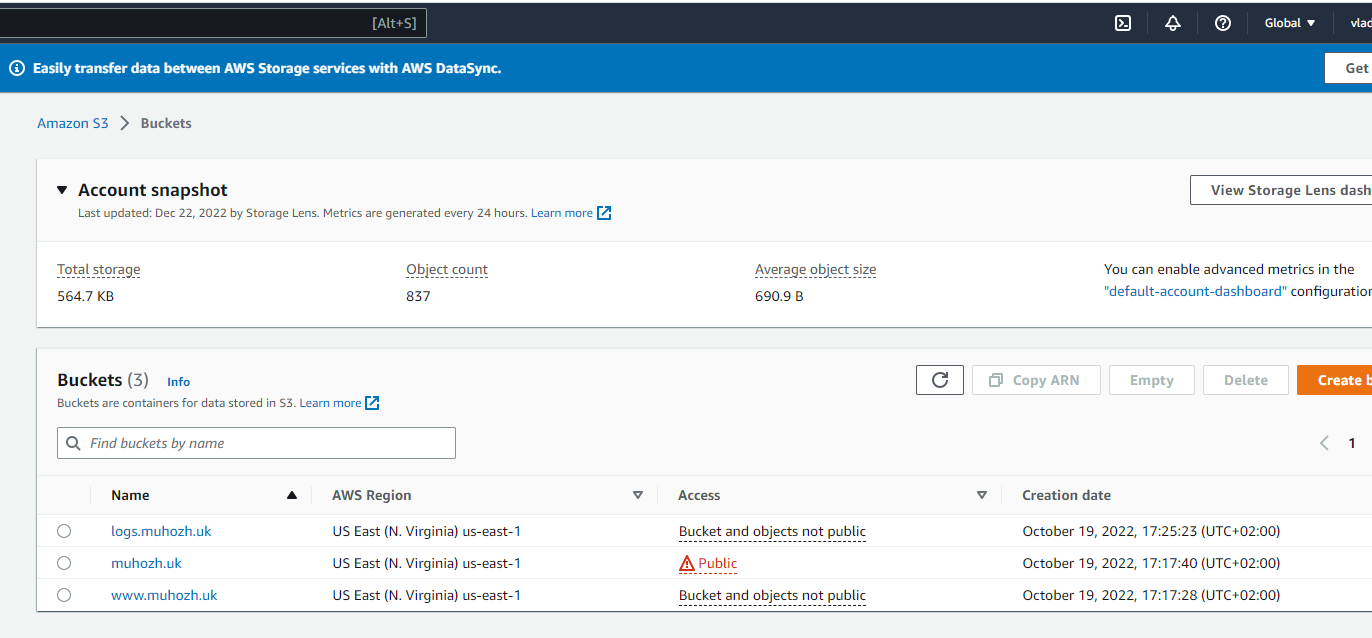 [Alt+S] Global ▼ vlad
Easily transfer data between AWS Storage services with AWS DataSync. Get
Amazon S3 > Buckets
▼ Account snapshot View Storage Lens dash
Last updated: Dec 22, 2022 by Storage Lens. Metrics are generated every 24 hours. Learn more
Total storage Object count Average object size You can enable advanced metrics in the
564.7 KB 837 690.9 B "default-account-dashboard" configuration
Buckets (3) Info Copy ARN Empty Delete Create b
Buckets are containers for data stored in S3. Learn more
Find buckets by name 1
Name AWS Region Access Creation date
logs.muhozh.uk US East (N. Virginia) us-east-1 Bucket and objects not public October 19, 2022, 17:25:23 (UTC+02:00)
muhozh.uk US East (N. Virginia) us-east-1 Public October 19, 2022, 17:17:40 (UTC+02:00)
www.muhozh.uk US East (N. Virginia) us-east-1 Bucket and objects not public October 19, 2022, 17:17:28 (UTC+02:00)